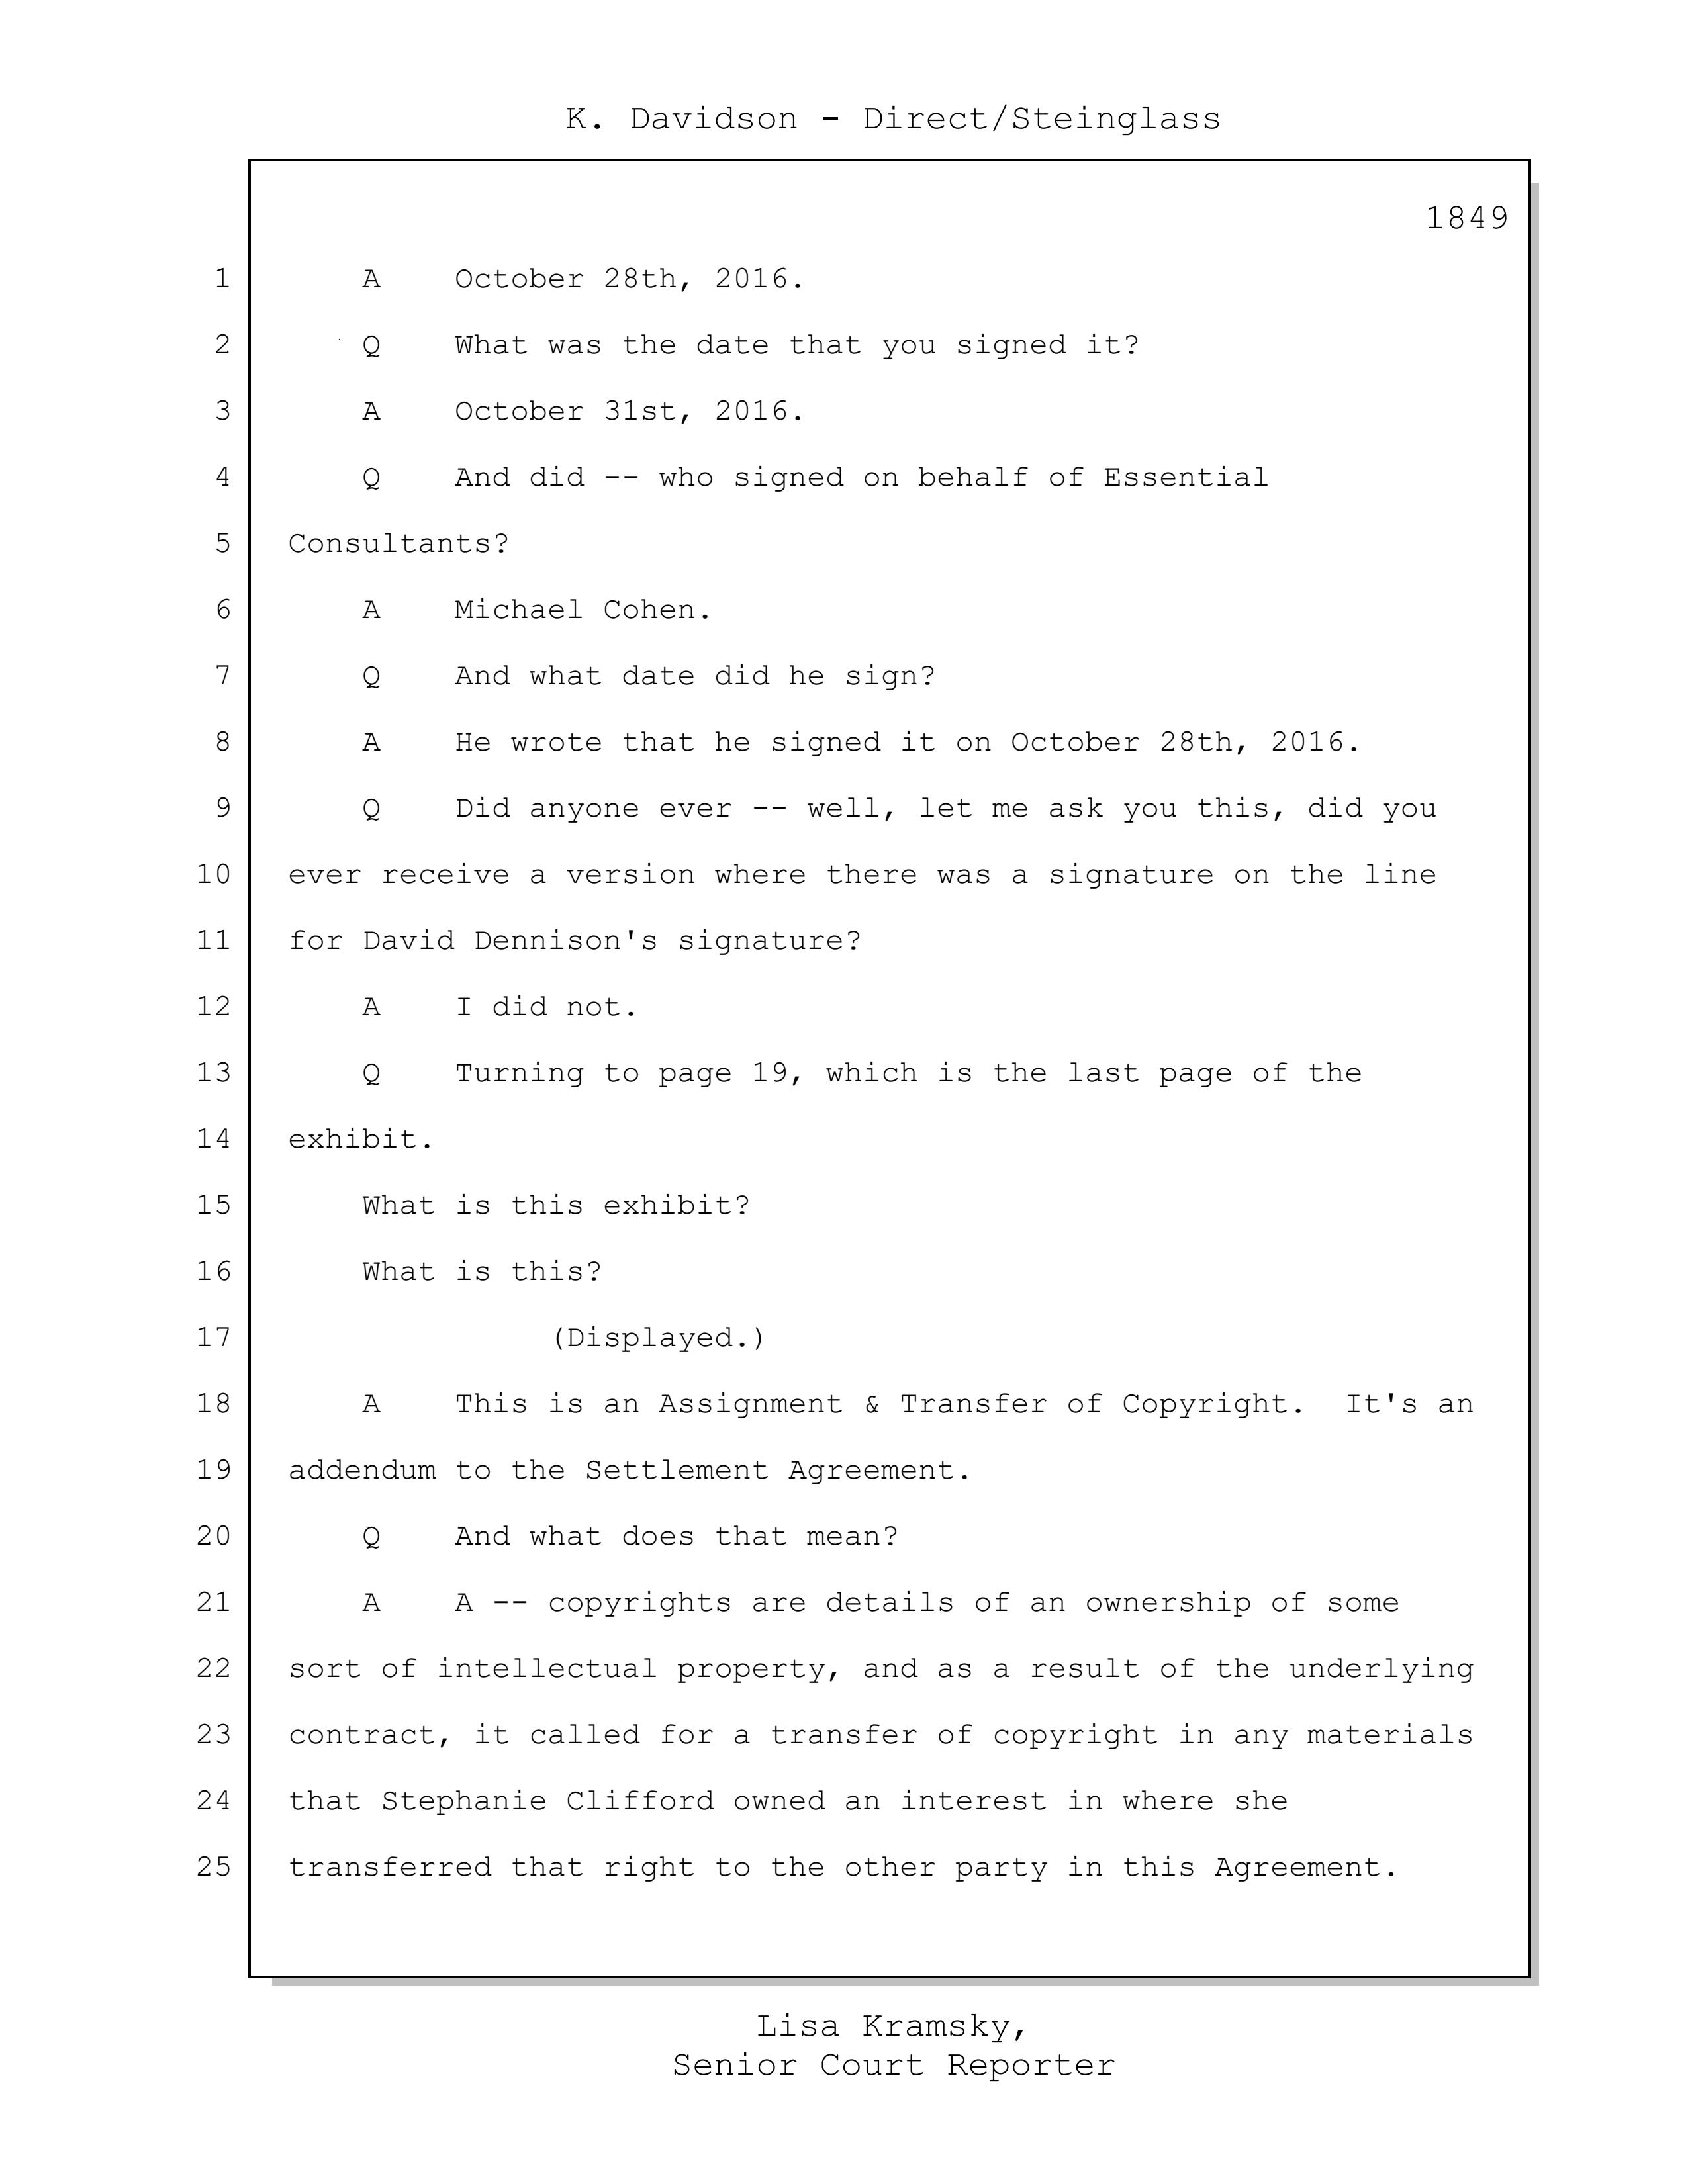 K. Davidson - Direct/Steinglass
1849
1 A October 28th, 2016.
2 Q What was the date that you signed it?
3 A October 31st, 2016.
4 Q And did -- who signed on behalf of Essential
5 Consultants?
6 A Michael Cohen.
7 Q And what date did he sign?
8 A He wrote that he signed it on October 28th, 2016.
9 Q Did anyone ever -- well, let me ask you this, did you
10 ever receive a version where there was a signature on the line
11 for David Dennison's signature?
12 A I did not.
13 Q Turning to page 19, which is the last page of the
14 exhibit.
15 What is this exhibit?
16 What is this?
17 (Displayed.)
18 A This is an Assignment & Transfer of Copyright. It's an
19 addendum to the Settlement Agreement.
20 Q And what does that mean?
21 A A -- copyrights are details of an ownership of some
22 sort of intellectual property, and as a result of the underlying
23 contract, it called for a transfer of copyright in any materials
24 that Stephanie Clifford owned an interest in where she
25 transferred that right to the other party in this Agreement.
Lisa Kramsky,
Senior Court Reporter